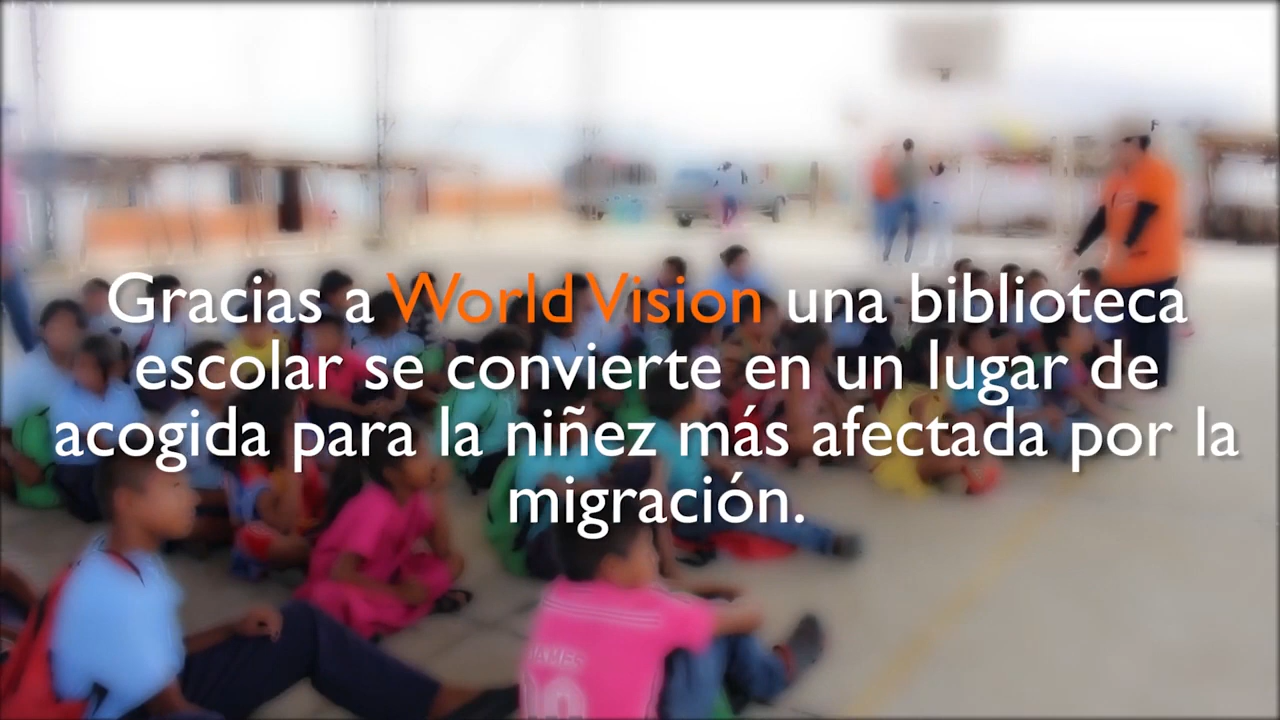 Gracias a World Vision una biblioteca
escolar se convierte en un lugar de
acogida para la niñez más afectada por la
migración.
JAMES